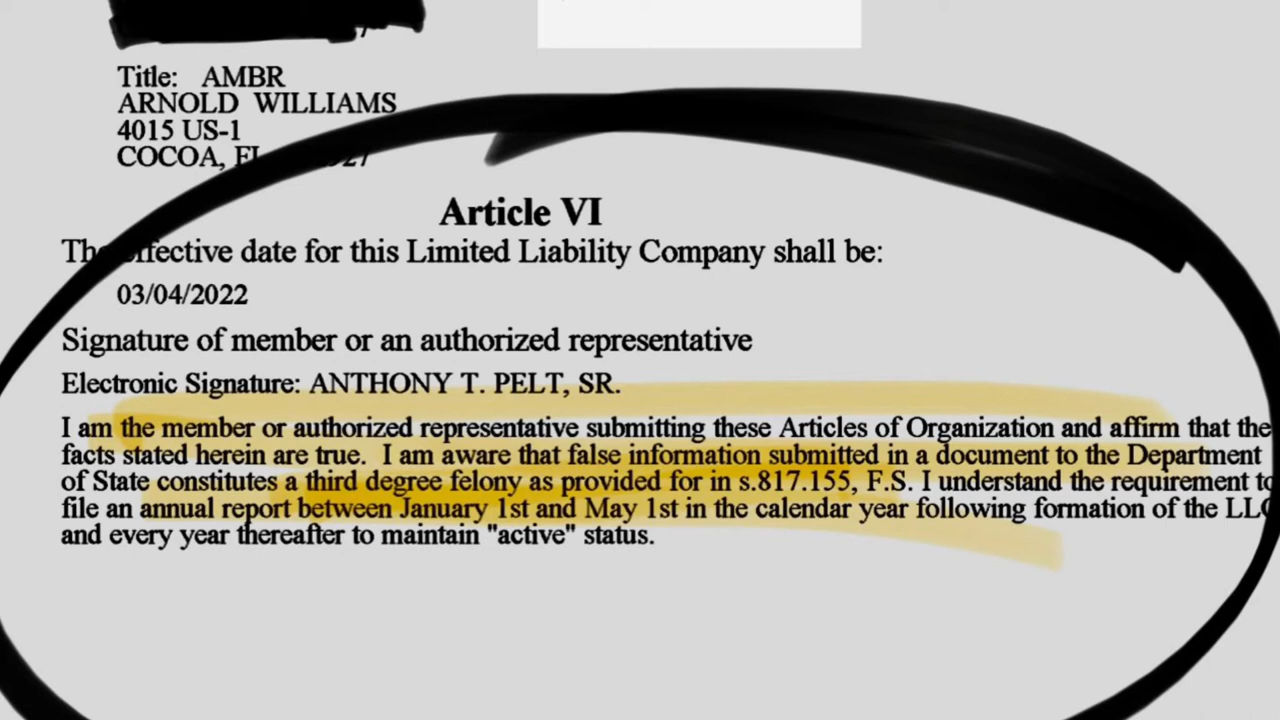 Title: AMBR
ARNOLD WILLIAMS
4015 US-1
COCOA,
Article VI
effective date for this Limited Liability Company shall be:
03/04/2022
Signature of member or an authorized representative
Electronic Signature: ANTHONY T. PELT, SR.
I am the member or authorized representative submitting these Articles of Organization and affirm that the
facts stated herein are true. I am aware that false information submitted in a document to the Department
of State constitutes a third degree felony as provided for in s.817.155, F.S. I understand the requirement to
file an annual report between January 1st and May 1st in the calendar year following formation of the LLC
and every year thereafter to maintain "active" status.